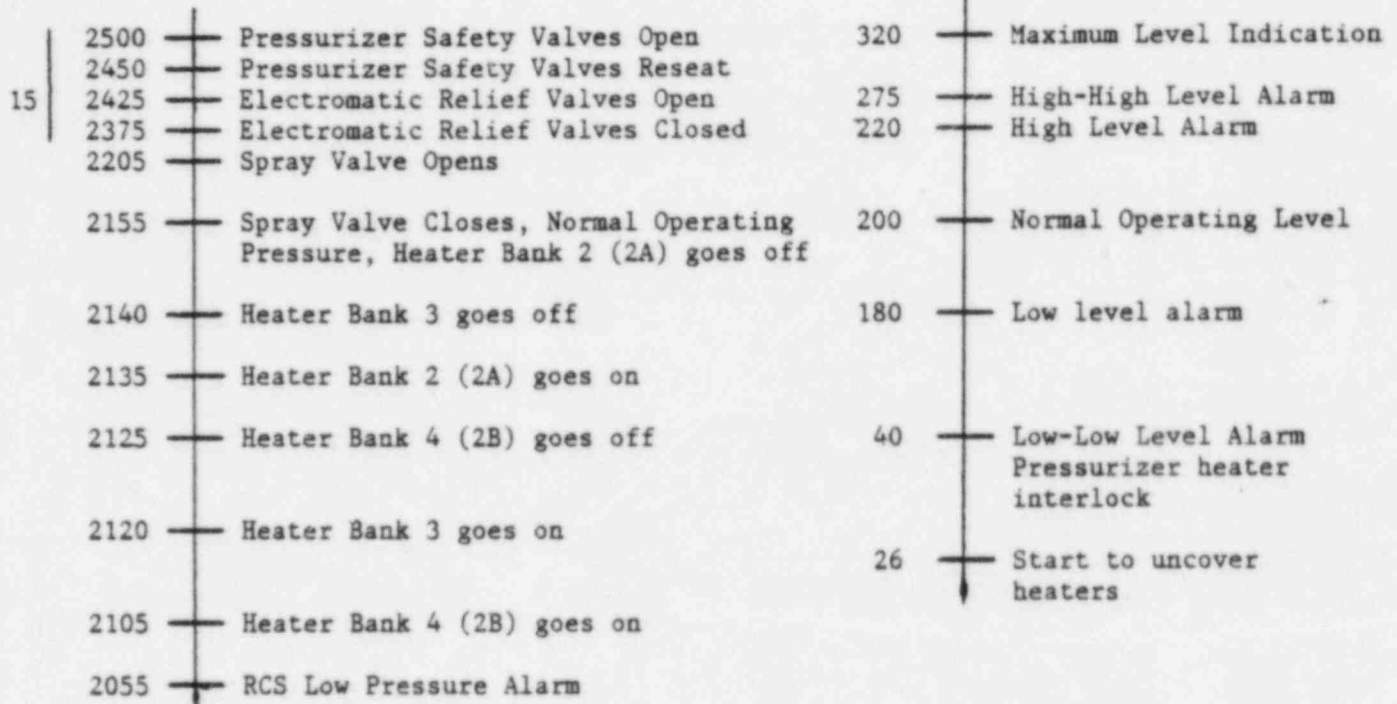 15
2500 Pressurizer Safety Valves Open
2450 Pressurizer Safety Valves Reseat
2425 Electromatic Relief Valves Open
2375 Electromatic Relief Valves Closed
2205 Spray Valve Opens
2155 Spray Valve Closes, Normal Operating
Pressure, Heater Bank 2 (2A) goes off
2140 Heater Bank 3 goes off
2135 Heater Bank 2 (2A) goes on
2125 Heater Bank 4 (2B) goes off
2120 Heater Bank 3 goes on
2105 Heater Bank 4 (2B) goes on
2055 RCS Low Pressure Alarm
320 Maximum Level Indication
275 High-High Level Alarm
220 High Level Alarm
200 Normal Operating Level
180 Low level alarm
40 Low-Low Level Alarm
Pressurizer heater
interlock
26 Start to uncover
heaters